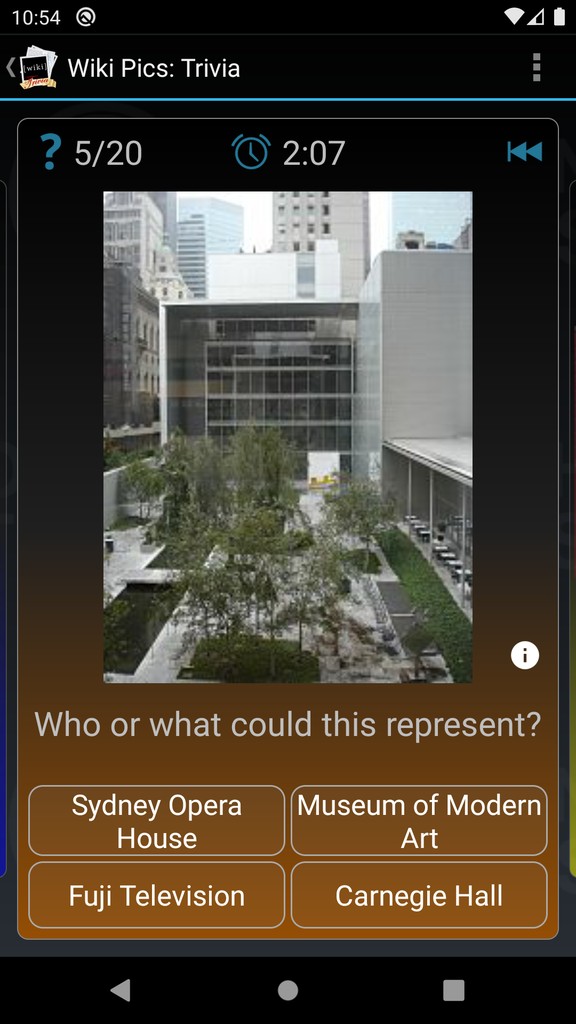 10:54
[wiki]
Trivia
Wiki Pics: Trivia
? 5/20 2:07
i
Who or what could this represent?
Sydney Opera
House
Museum of Modern
Art
Fuji Television
Carnegie Hall